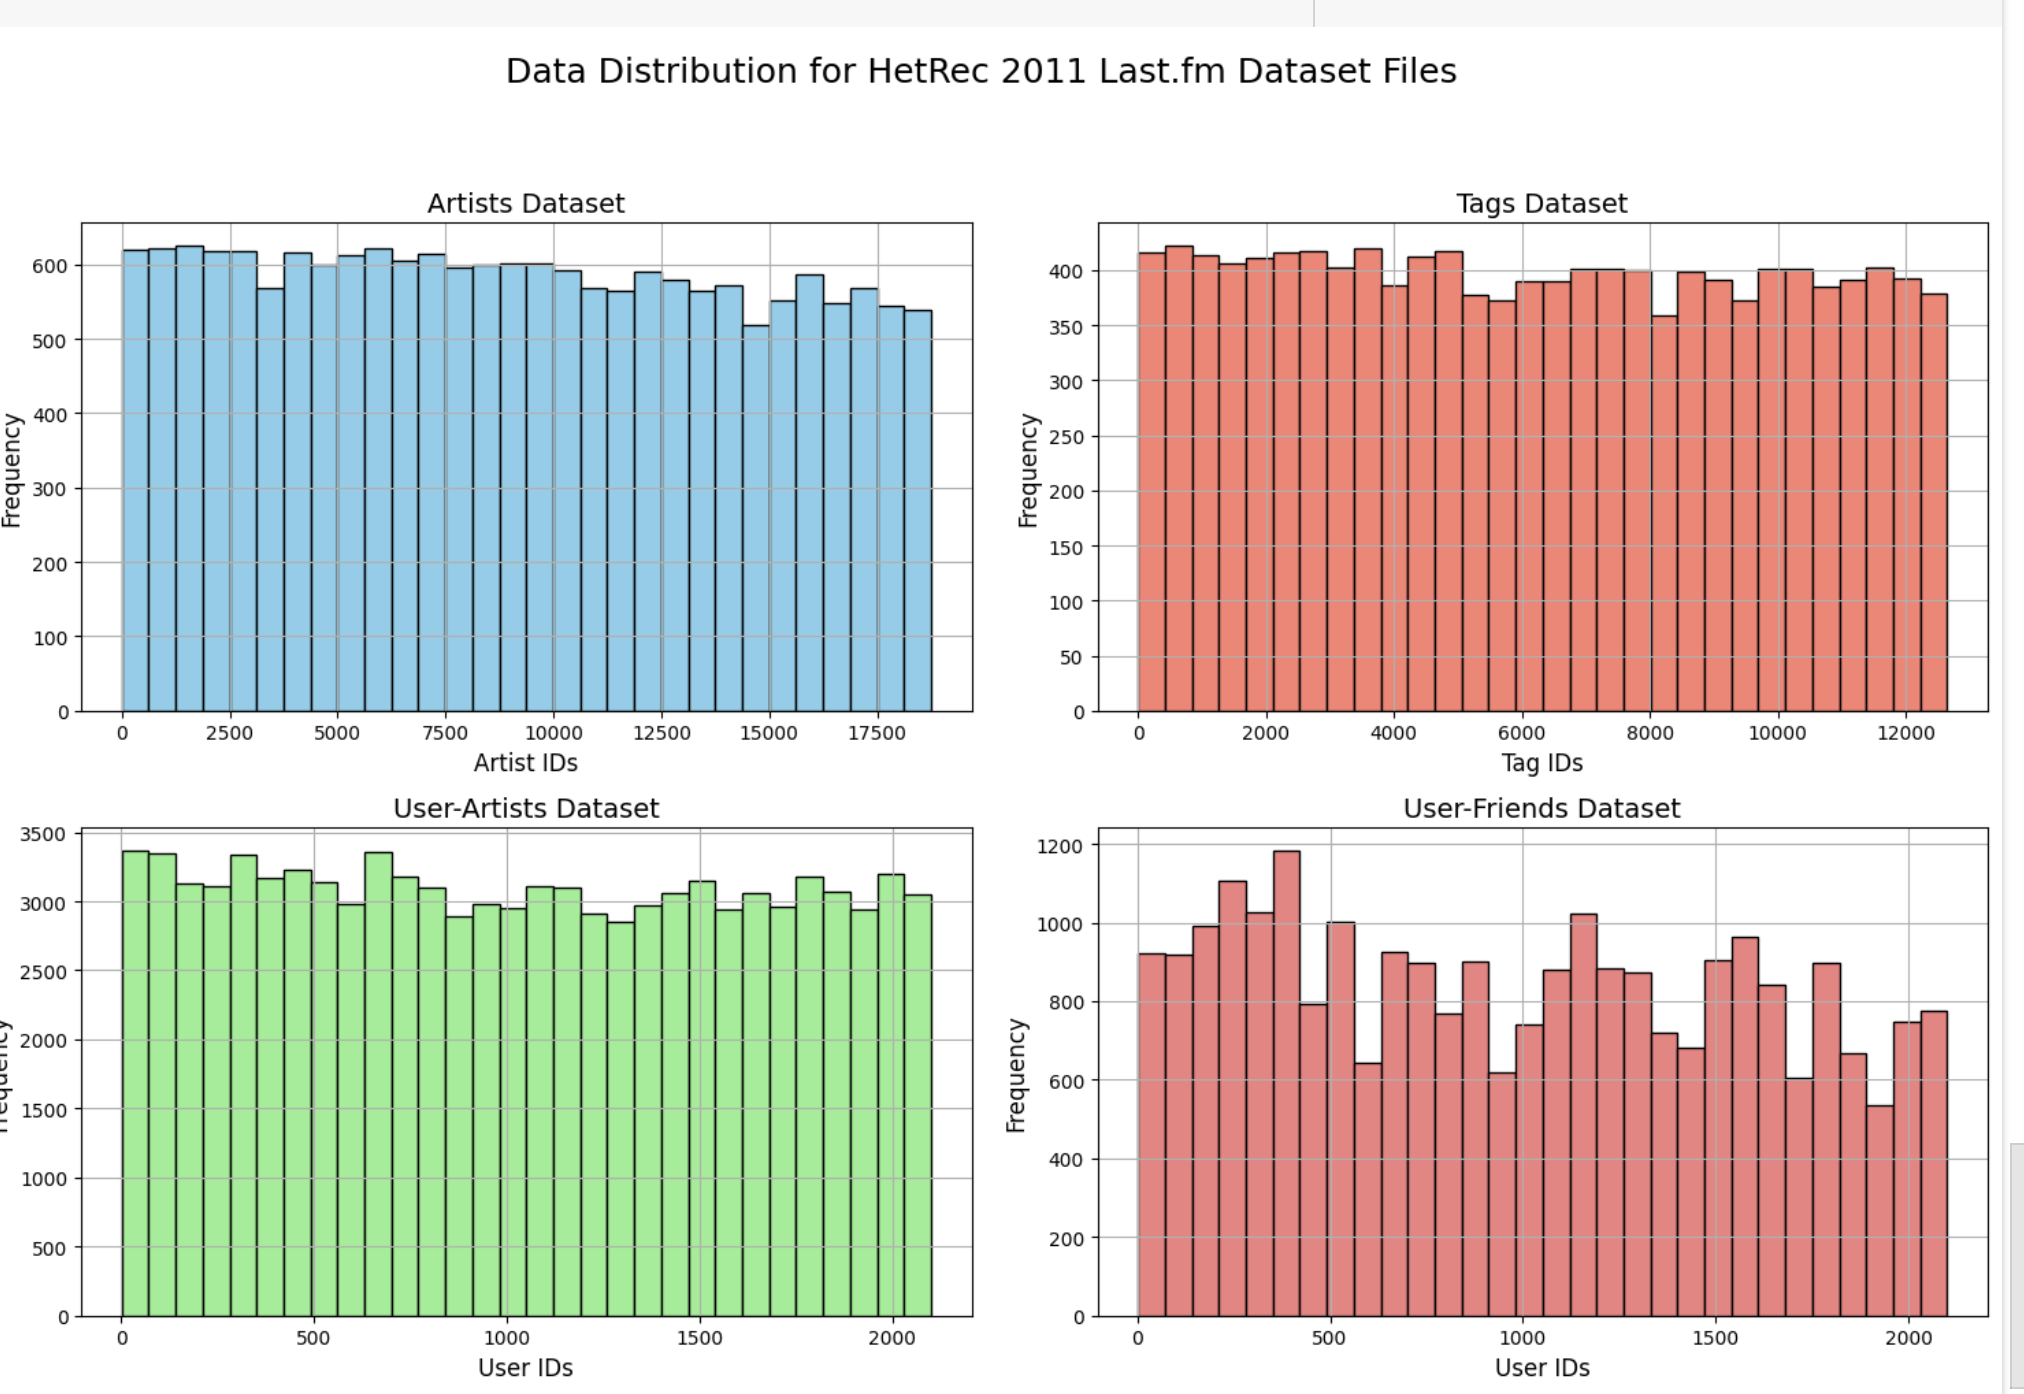 Data Distribution for HetRec 2011 Last.fm Dataset Files
Artists Dataset
Frequency
600
500
400
300
200
100
0
0 2500 5000 7500 10000 12500 15000 17500
Artist IDs
Tags Dataset
Frequency
400
350
300
250
200
150
100
50
0
0 2000 4000 6000 8000 10000 12000
Tag IDs
User-Artists Dataset
Frequency
3500
3000
2500
2000
1500
1000
500
0
0 500 1000 1500 2000
User IDs
User-Friends Dataset
Frequency
1200
1000
800
600
400
200
0
0 500 1000 1500 2000
User IDs